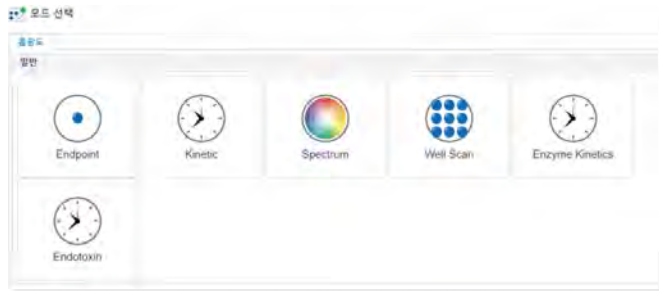 모드 선택
흡광도
일반
Endpoint
Kinetic
Spectrum
Well Scan
Enzyme Kinetics
Endotoxin